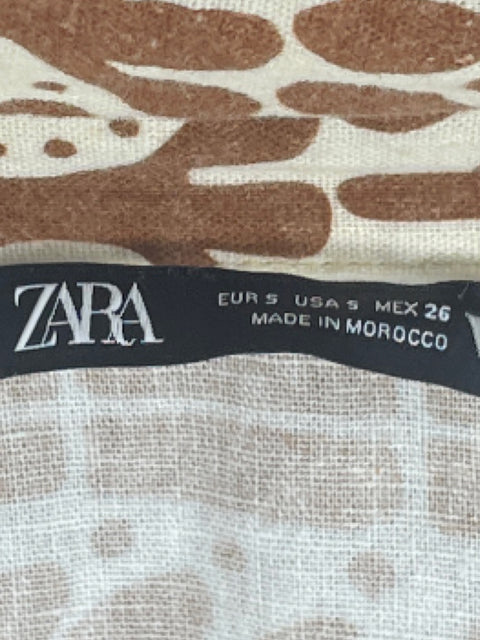 ZARA
EUR S USA S MEX 26
MADE IN MOROCCO